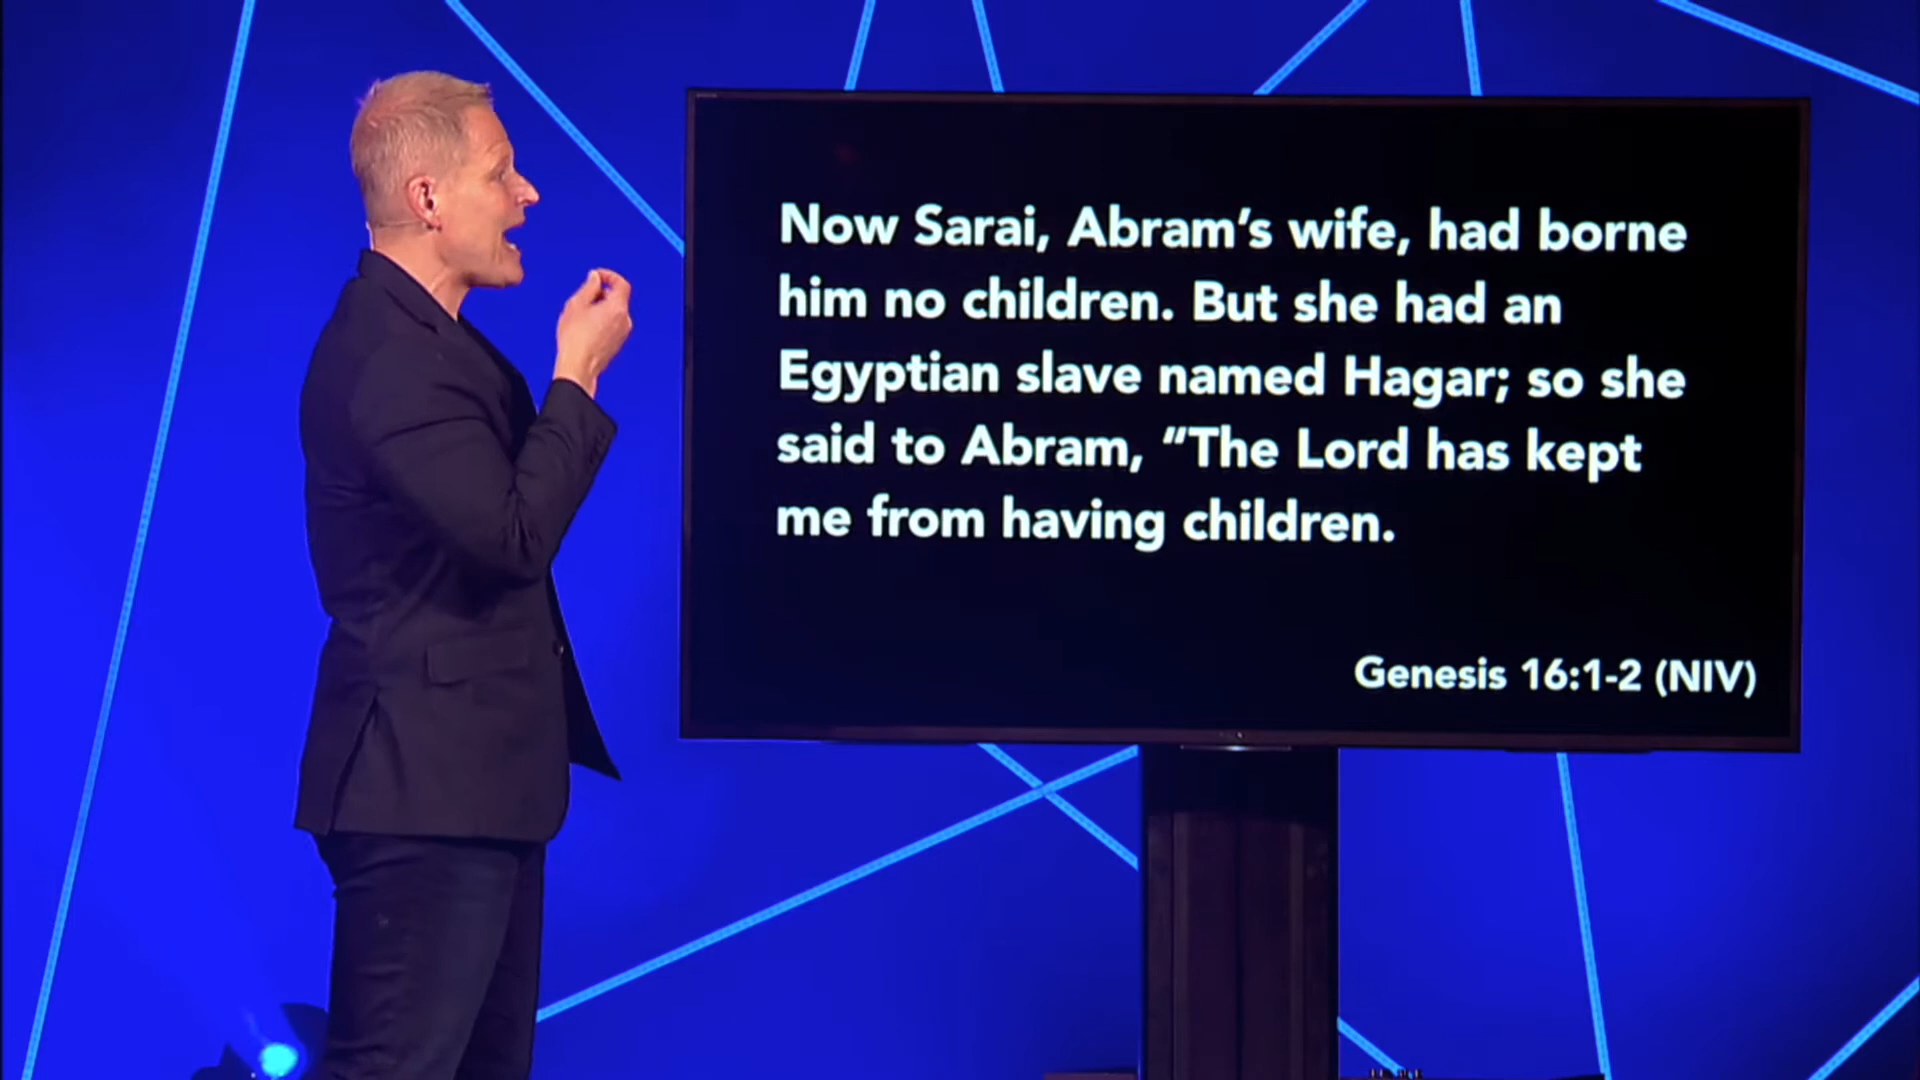 Now Sarai, Abram’s wife, had borne
him no children. But she had an
Egyptian slave named Hagar; so she
said to Abram, “The Lord has kept
me from having children.
Genesis 16:1-2 (NIV)